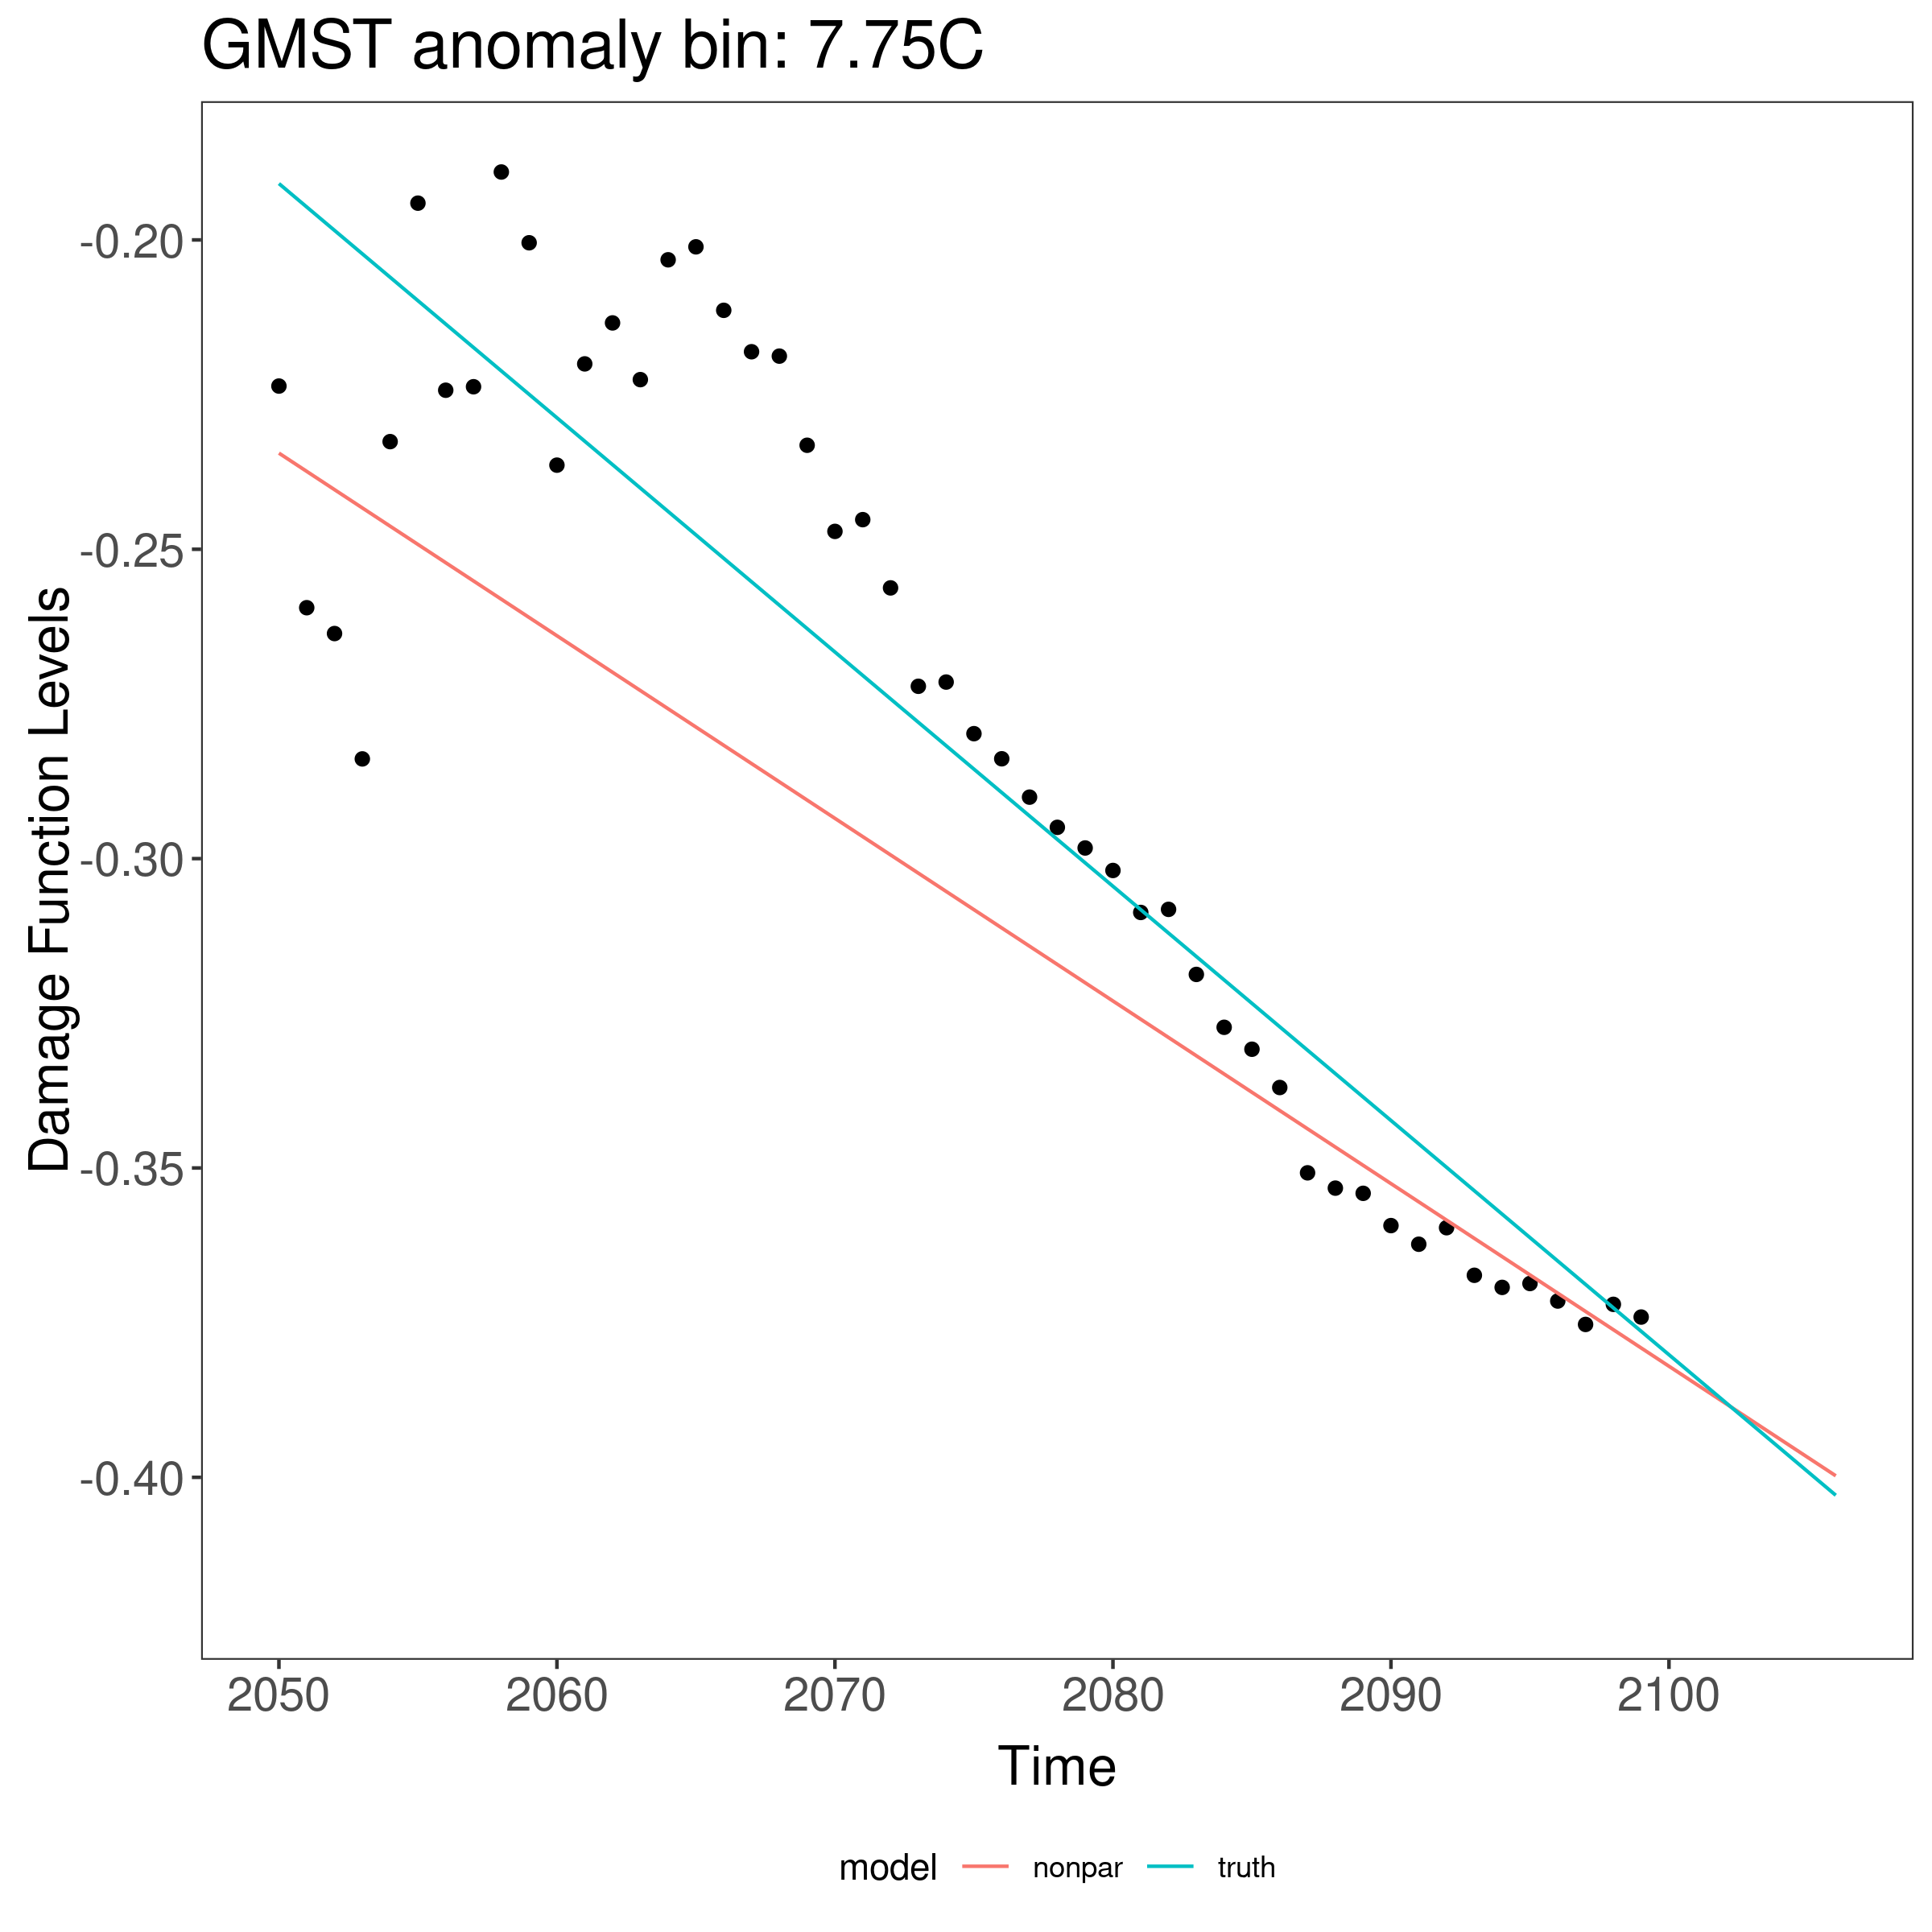 GMST anomaly bin: 7.75C
Damage Function Levels
-0.20
-0.25
-0.30
-0.35
-0.40
2050 2060 2070 2080 2090 2100
Time
model nonpar truth